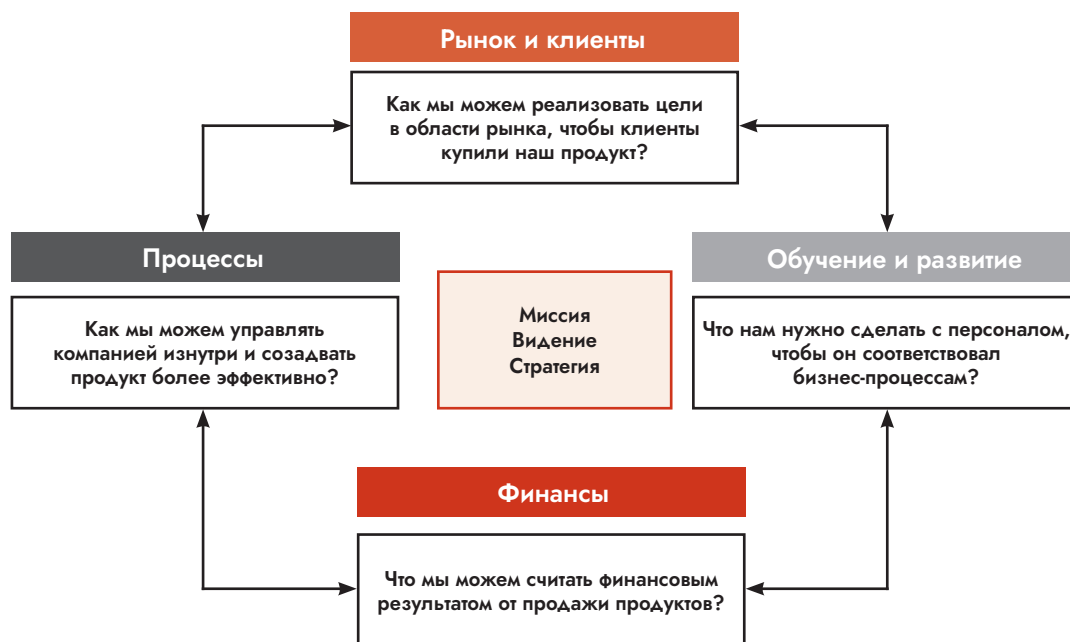 Рынок и клиенты
Как мы можем реализовать цели
в области рынка, чтобы клиенты
купили наш продукт?
Процессы
Как мы можем управлять
компанией изнутри и созадвать
продукт более эффективно?
Миссия
Видение
Стратегия
Обучение и развитие
Что нам нужно сделать с персоналом,
чтобы он соответствовал
бизнес-процессам?
Финансы
Что мы можем считать финансовым
результатом от продажи продуктов?